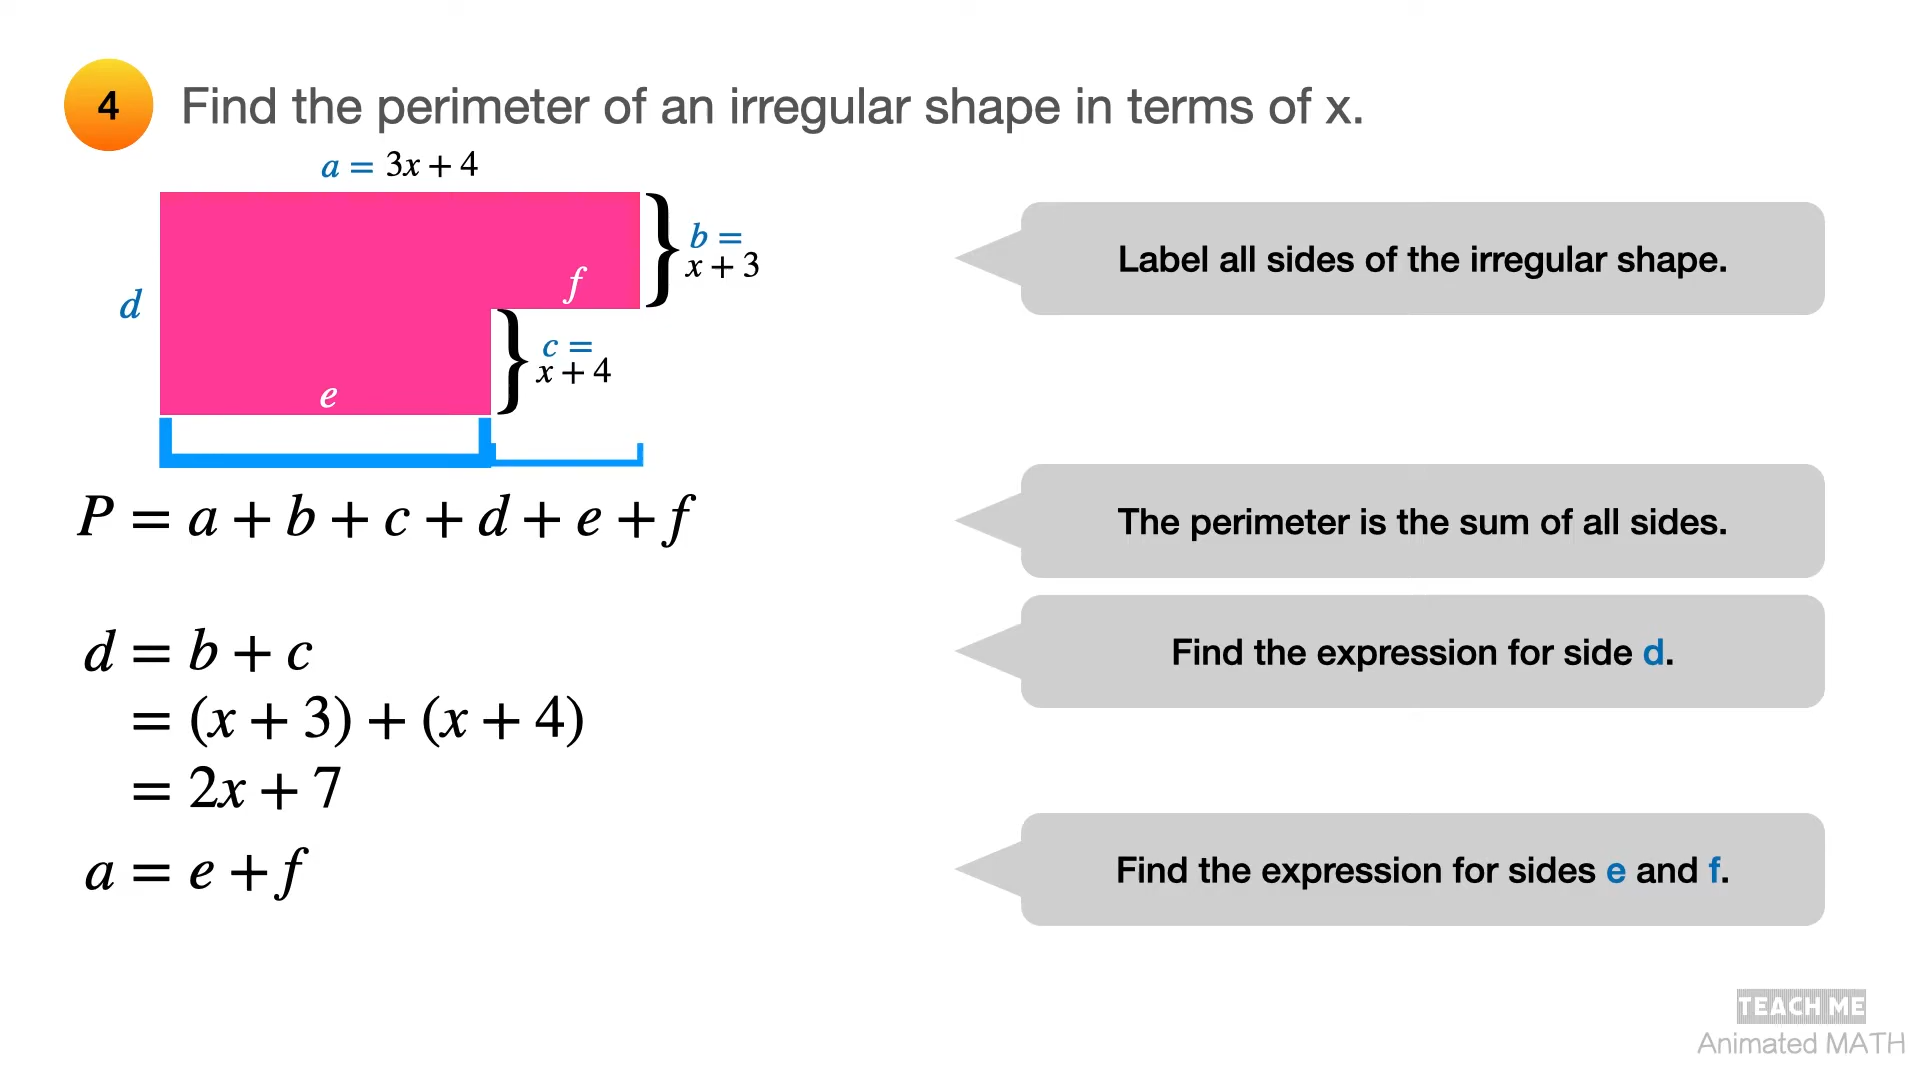 4
Find the perimeter of an irregular shape in terms of x.
a = 3x + 4
b =
x + 3
f
d
c =
x + 4
e
Label all sides of the irregular shape.
P = a + b + c + d + e + f
The perimeter is the sum of all sides.
d = b + c
Find the expression for side d.
= (x + 3) + (x + 4)
= 2x + 7
a = e + f
Find the expression for sides e and f.
TEACH ME
Animated MATH